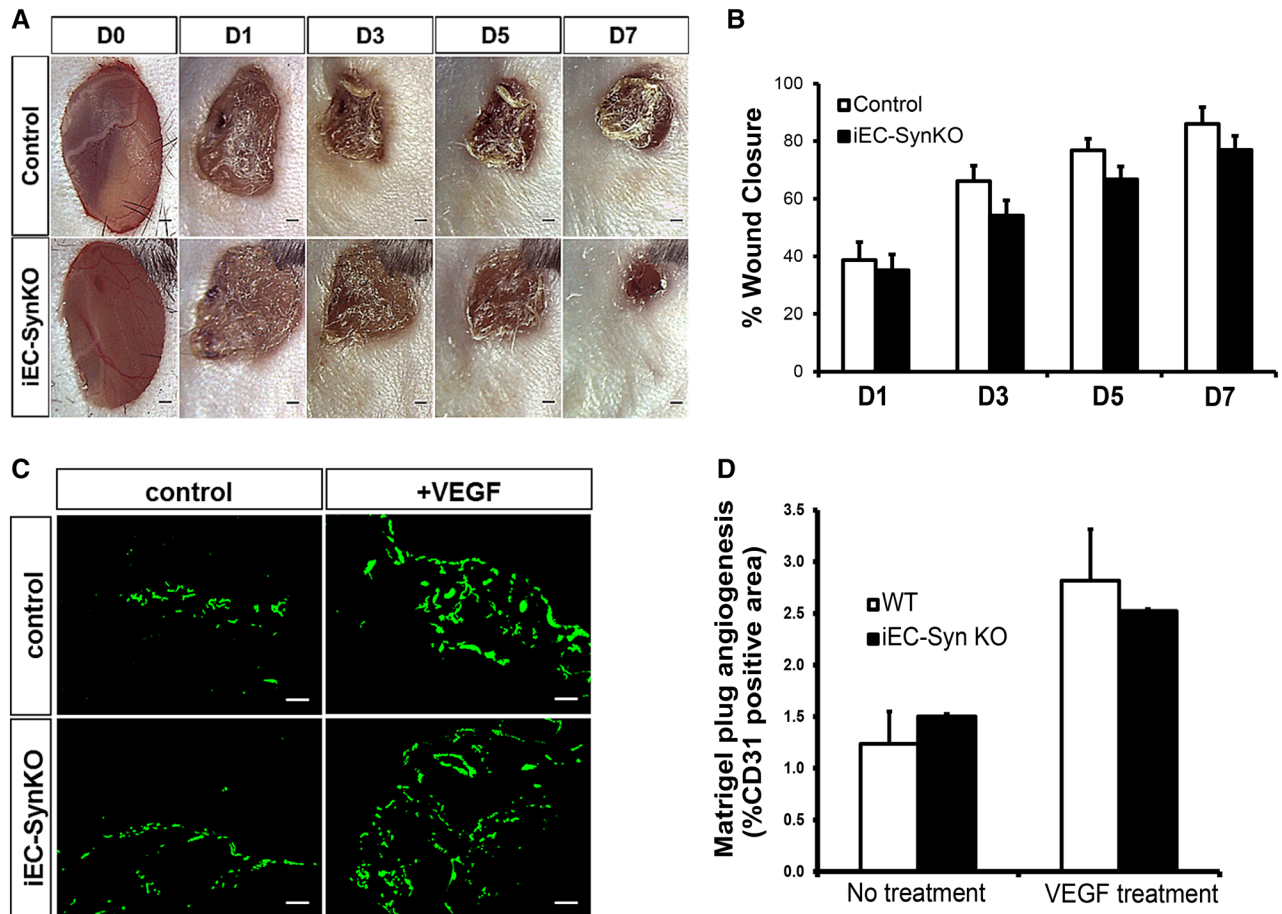 A
D0 D1 D3 D5 D7
Control
iEC-SynKO
B
% Wound Closure
100
80
60
40
20
0
Control
iEC-SynKO
D1 D3 D5 D7
C
control +VEGF
control
iEC-SynKO
D
Matrigel plug angiogenesis
(%CD31 positive area)
3.5
3.0
2.5
2.0
1.5
1.0
0.5
0.0
WT
iEC-Syn KO
No treatment VEGF treatment